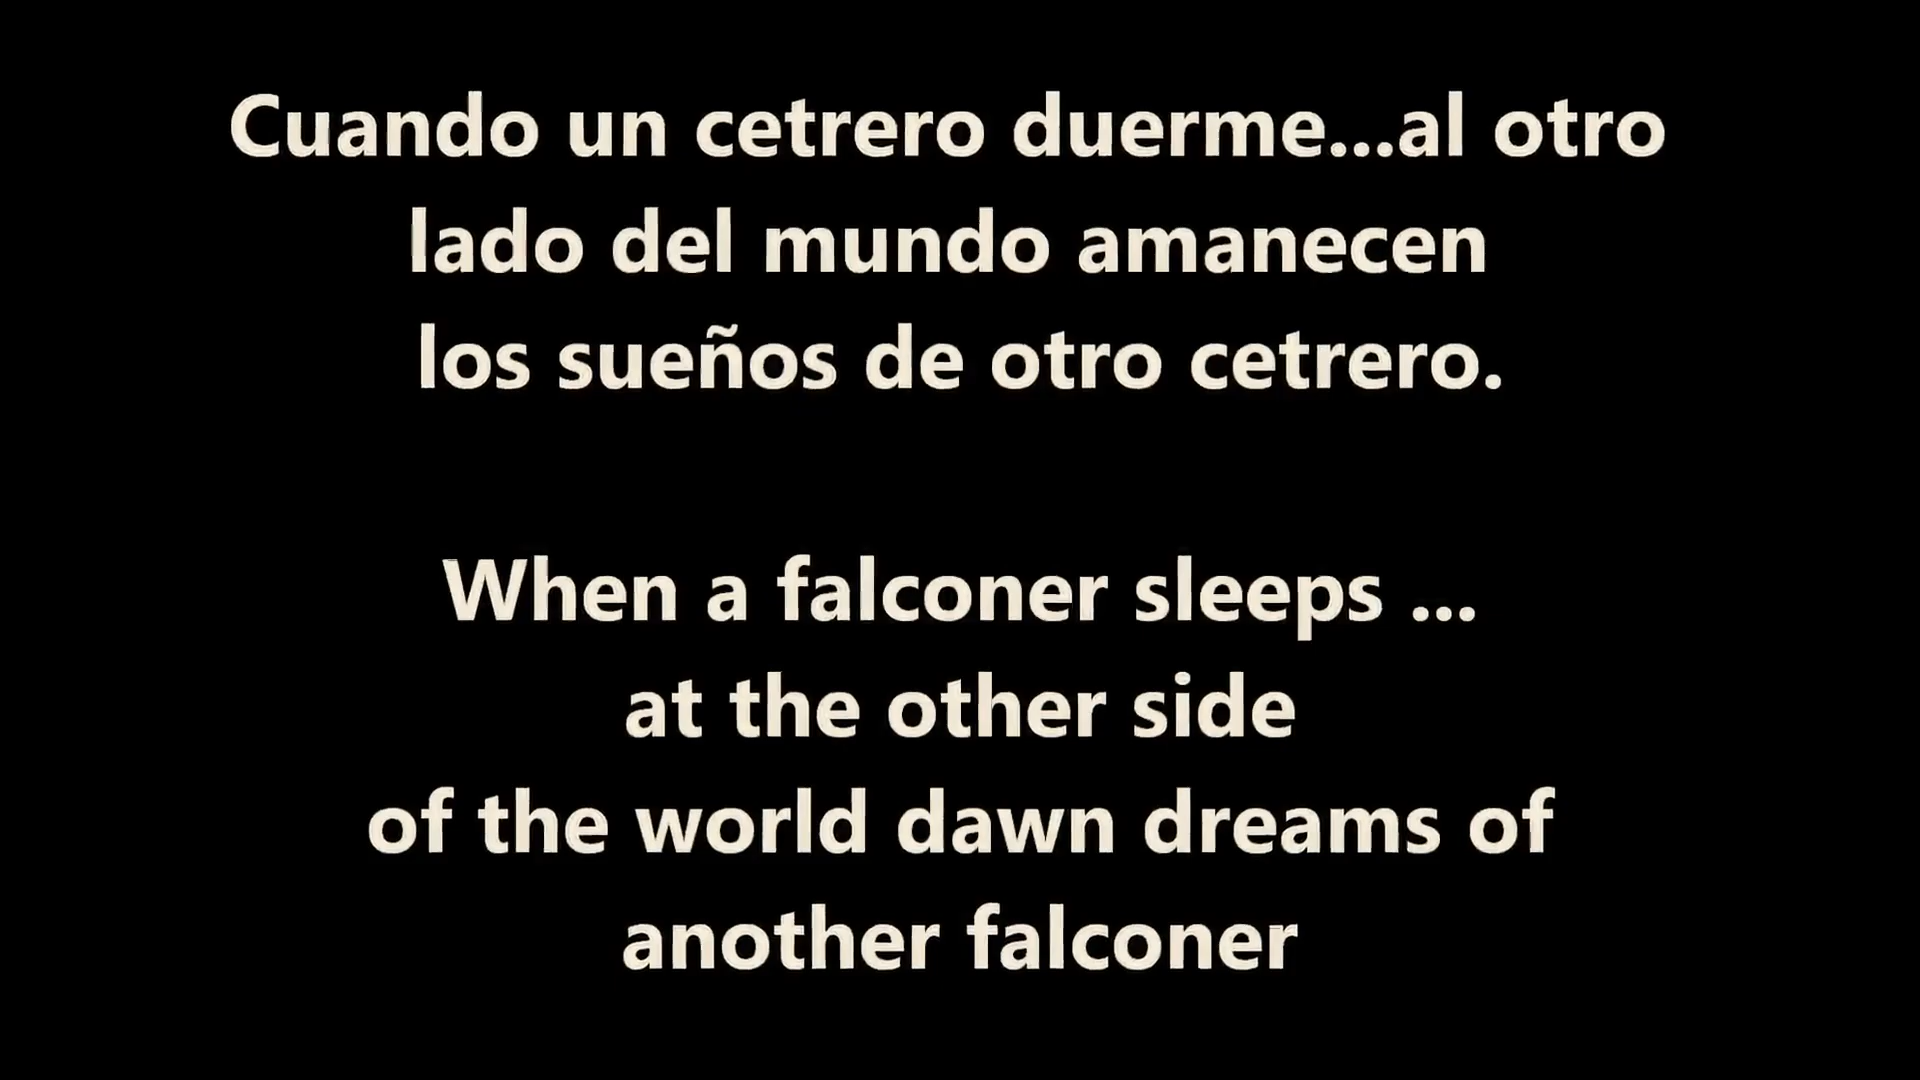 Cuando un cetrero duerme...al otro
lado del mundo amanecen
los sueños de otro cetrero.
When a falconer sleeps ...
at the other side
of the world dawn dreams of
another falconer